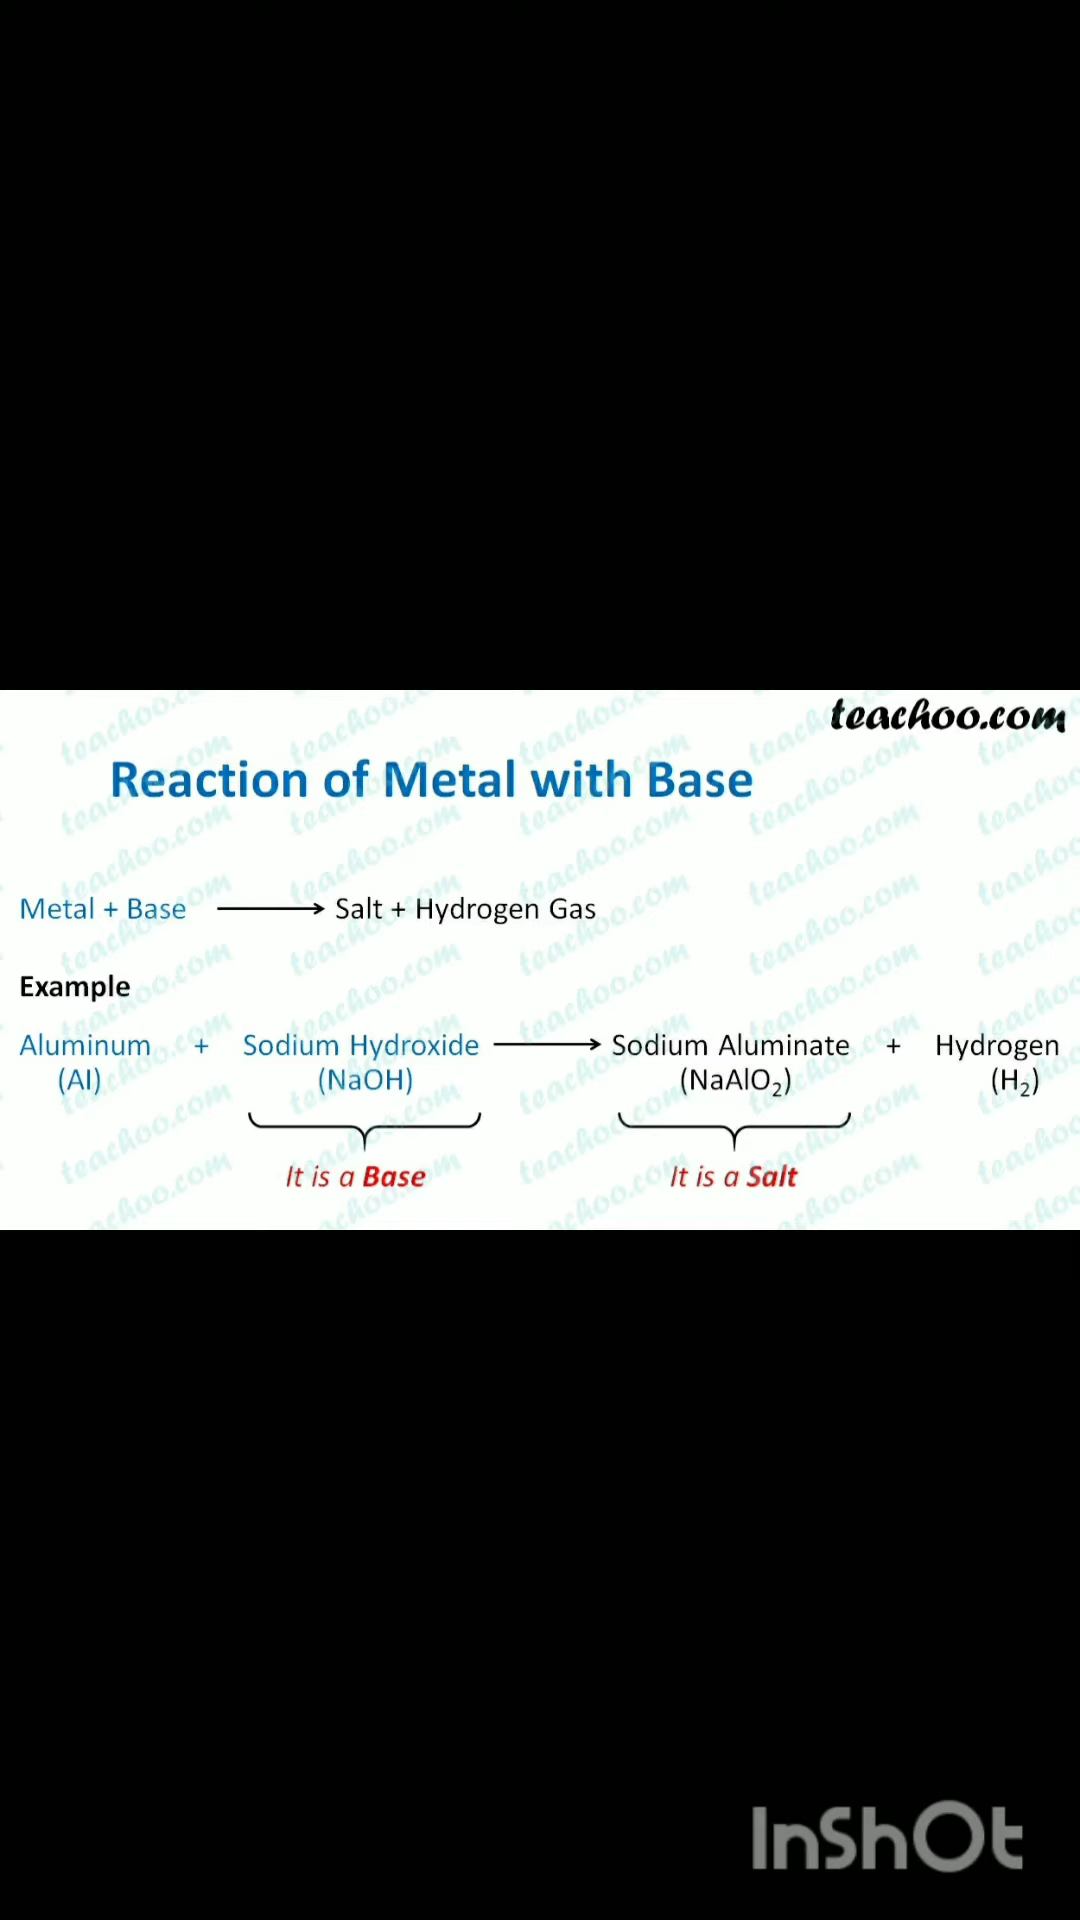 teachoo.com
Reaction of Metal with Base
Metal + Base ⟶ Salt + Hydrogen Gas
Example
Aluminum + Sodium Hydroxide ⟶ Sodium Aluminate + Hydrogen
(Al) (NaOH) (NaAlO₂) (H₂)
It is a Base It is a Salt
InShOt